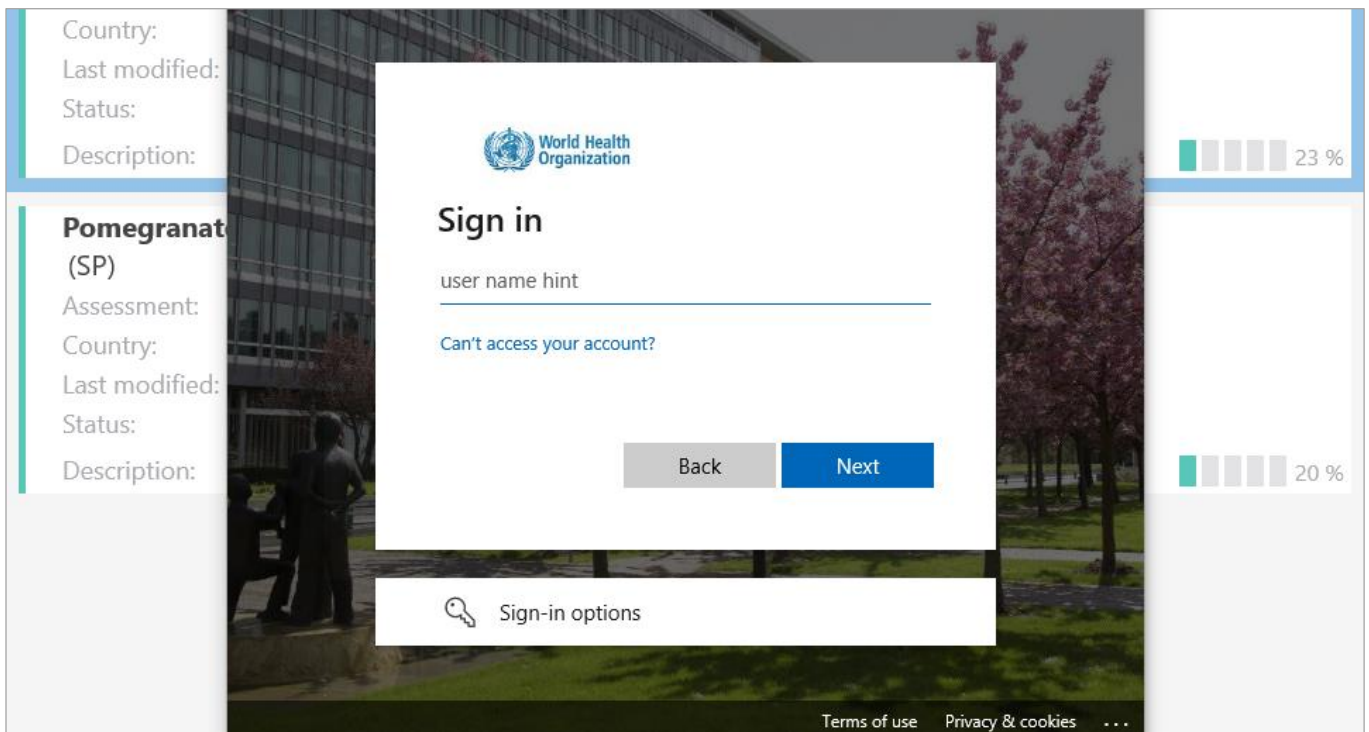 Country:
Last modified:
Status:
Description:
23 %
Pomegranat
(SP)
Assessment:
Country:
Last modified:
Status:
Description:
20 %
World Health
Organization
Sign in
user name hint
Can't access your account?
Back
Next
Sign-in options
Terms of use
Privacy & cookies
...